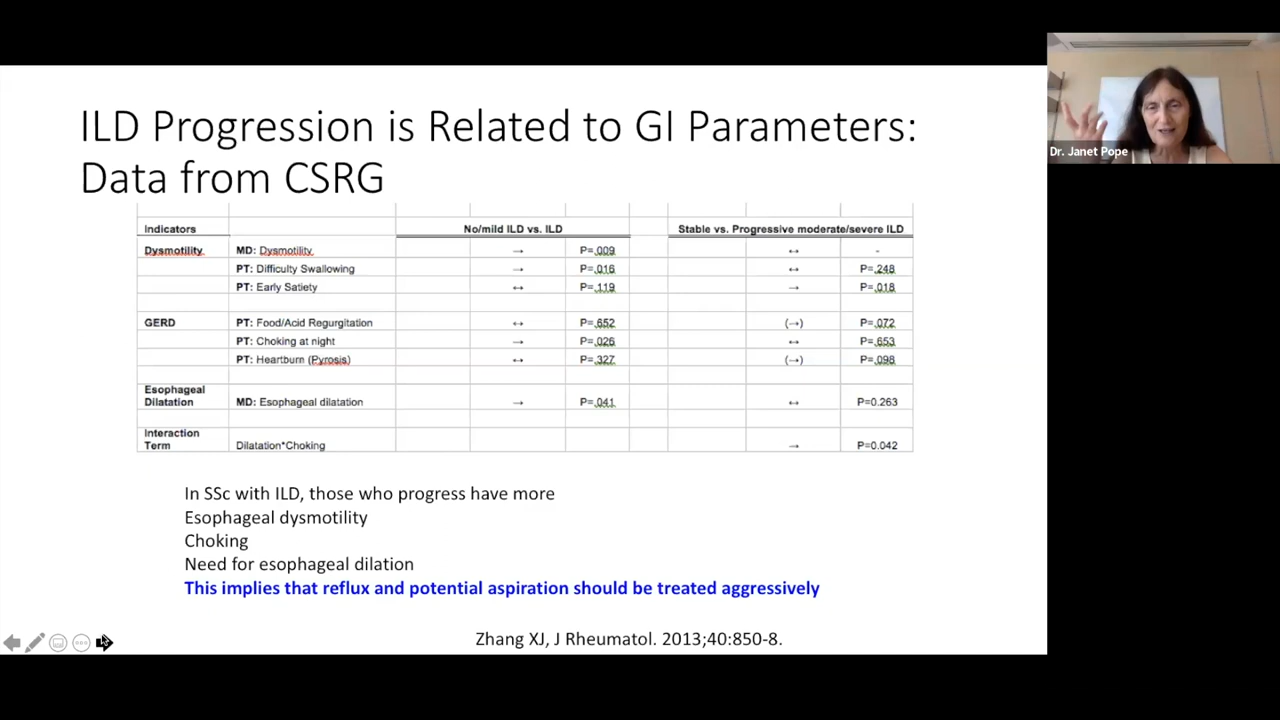 ILD Progression is Related to GI Parameters:
Data from CSRG
Dr. Janet Pope
Indicators No/mild ILD vs. ILD Stable vs. Progressive moderate/severe ILD
Dysmotility MD: Dysmotility → P=.009 ↔ -
PT: Difficulty Swallowing → P=.016 ↔ P=.248
PT: Early Satiety ↔ P=.119 → P=.018
GERD PT: Food/Acid Regurgitation ↔ P=.652 (→) P=.072
PT: Choking at night → P=.026 ↔ P=.653
PT: Heartburn (Pyrosis) ↔ P=.327 (→) P=.098
Esophageal
Dilatation MD: Esophageal dilatation → P=.041 ↔ P=0.263
Interaction
Term Dilatation*Choking → P=0.042
In SSc with ILD, those who progress have more
Esophageal dysmotility
Choking
Need for esophageal dilation
This implies that reflux and potential aspiration should be treated aggressively
Zhang XJ, J Rheumatol. 2013;40:850-8.